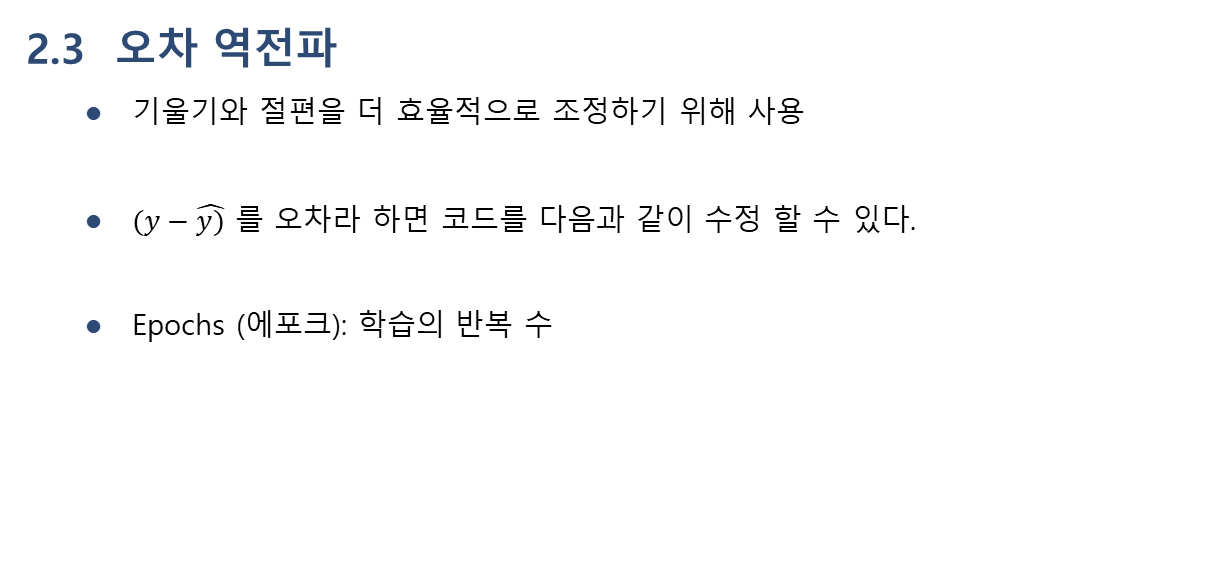 2.3 오차 역전파
● 기울기와 절편을 더 효율적으로 조정하기 위해 사용
● (y − ŷ) 를 오차라 하면 코드를 다음과 같이 수정 할 수 있다.
● Epochs (에포크): 학습의 반복 수